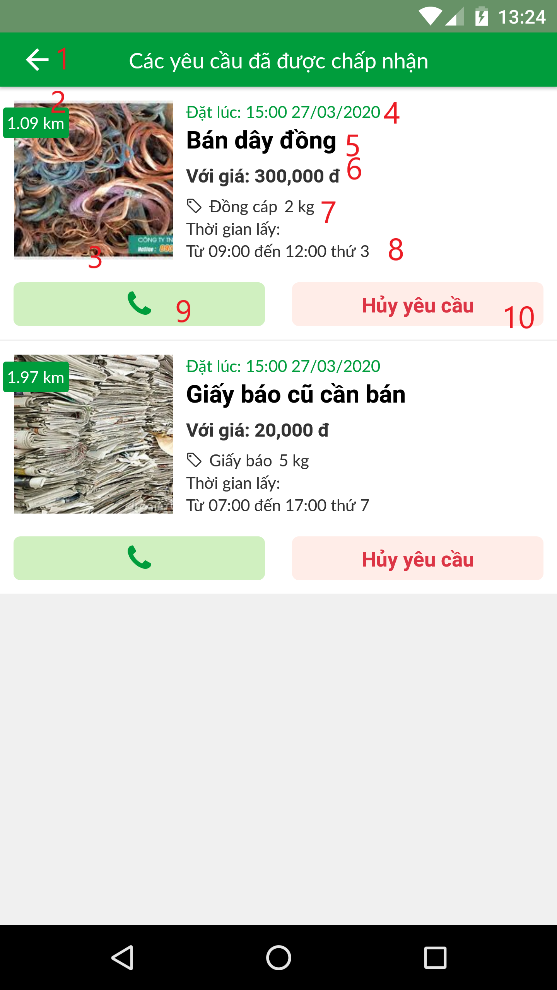 13:24
1
Các yêu cầu đã được chấp nhận
2
1.09 km
Đặt lúc: 15:00 27/03/2020 4
Bán dây đồng 5
Với giá: 300,000 đ 6
Đồng cáp 2 kg 7
Thời gian lấy:
Từ 09:00 đến 12:00 thứ 3 8
CÔNG TY TN
Hotline:
3
9
Hủy yêu cầu 10
1.97 km
Đặt lúc: 15:00 27/03/2020
Giấy báo cũ cần bán
Với giá: 20,000 đ
Giấy báo 5 kg
Thời gian lấy:
Từ 07:00 đến 17:00 thứ 7
Hủy yêu cầu